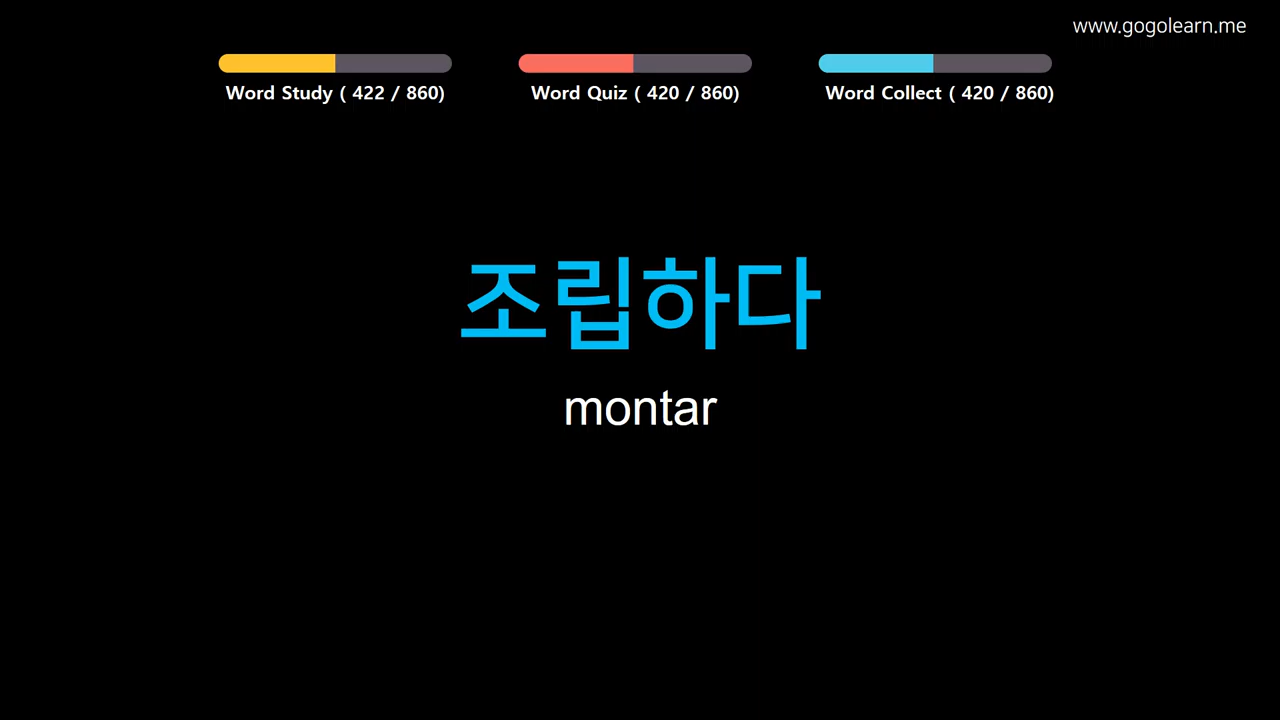 www.gogolearn.me
Word Study ( 422 / 860)
Word Quiz ( 420 / 860)
Word Collect ( 420 / 860)
조립하다
montar